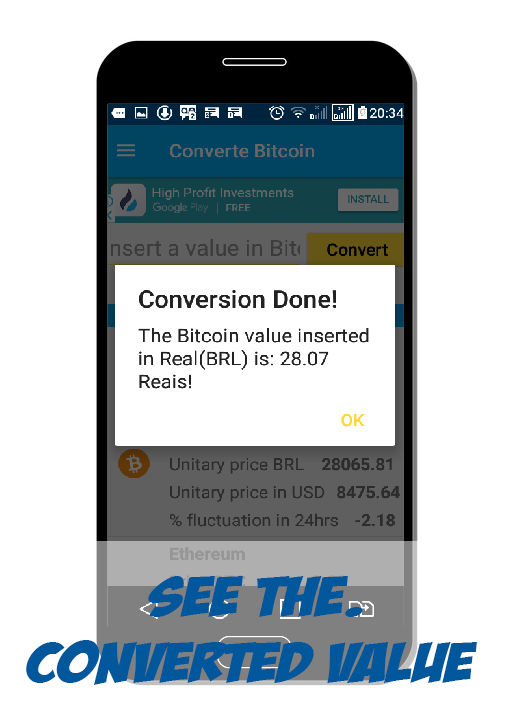 20:34
Converte Bitcoin
High Profit Investments
Google Play | FREE
INSTALL
nsert a value in Bit
Convert
Conversion Done!
The Bitcoin value inserted
in Real(BRL) is: 28.07
Reais!
OK
Unitary price BRL 28065.81
Unitary price in USD 8475.64
% fluctuation in 24hrs -2.18
Ethereum
SEE THE.
CONVERTED VALUE